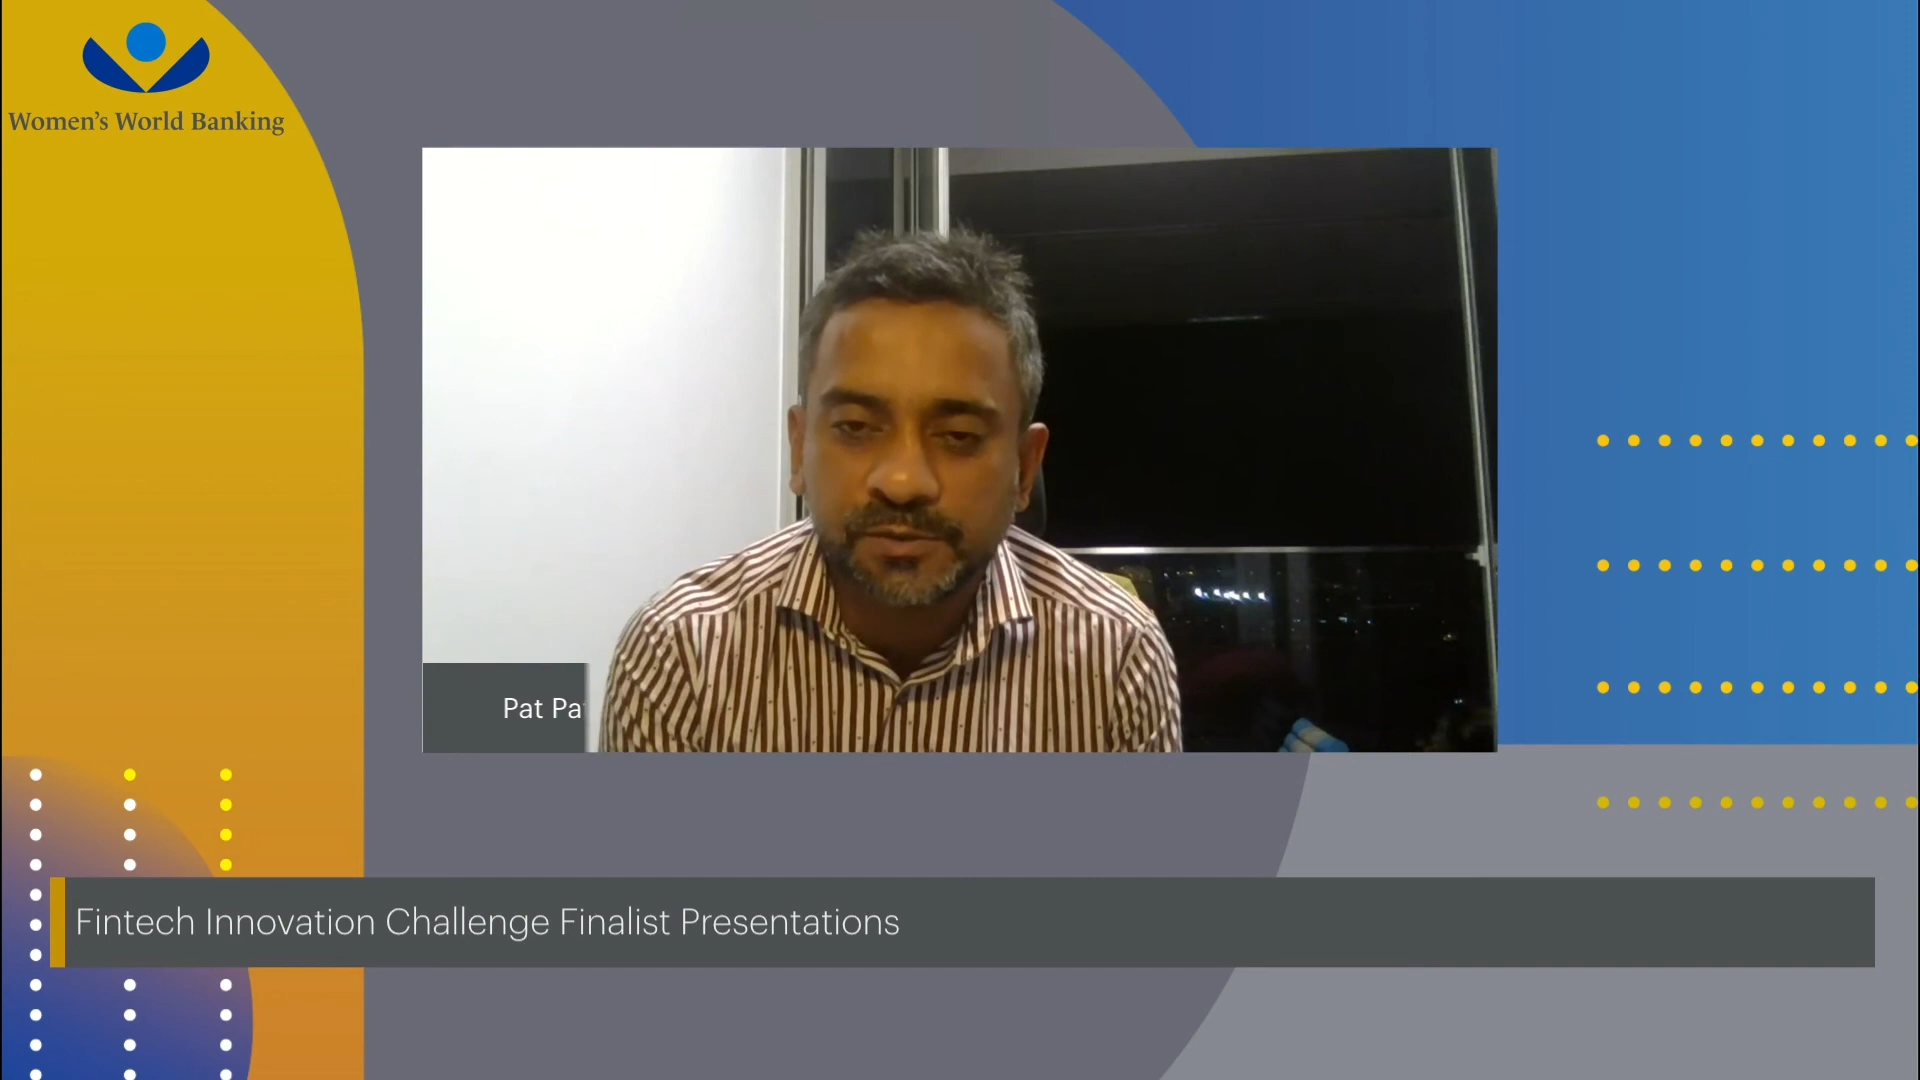 Women's World Banking
Pat Pa
Fintech Innovation Challenge Finalist Presentations